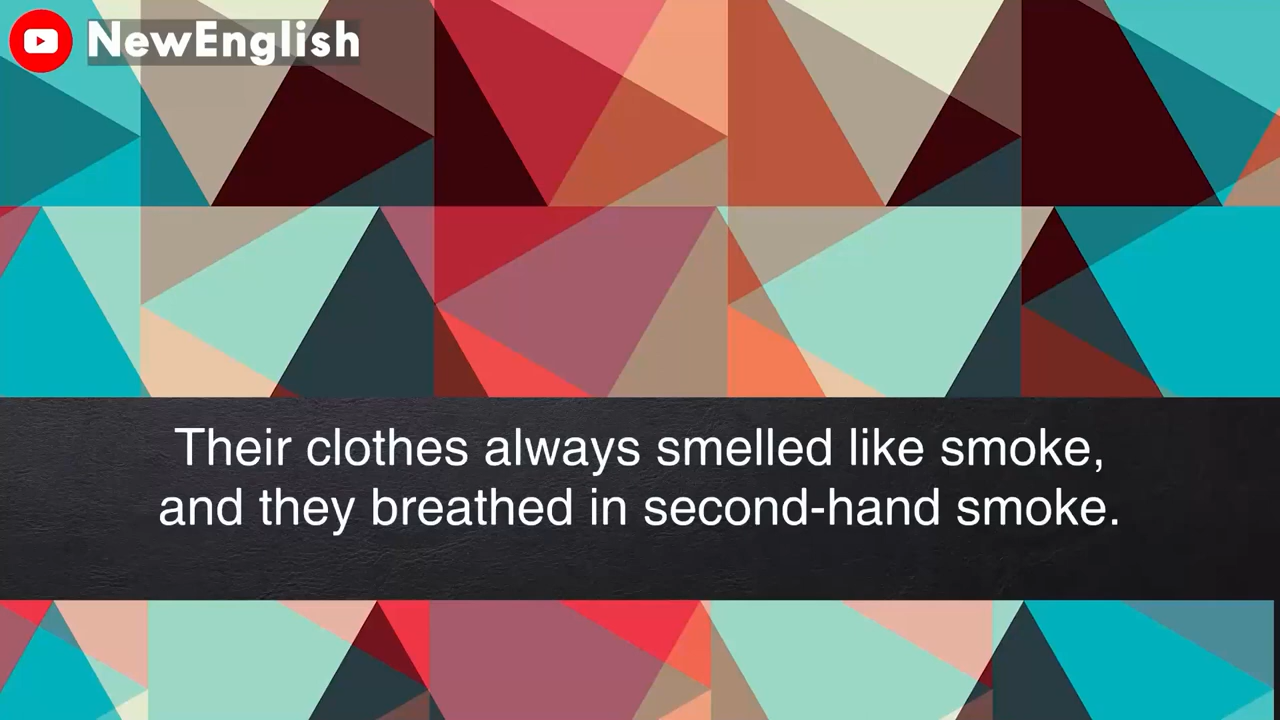 NewEnglish
Their clothes always smelled like smoke,
and they breathed in second-hand smoke.